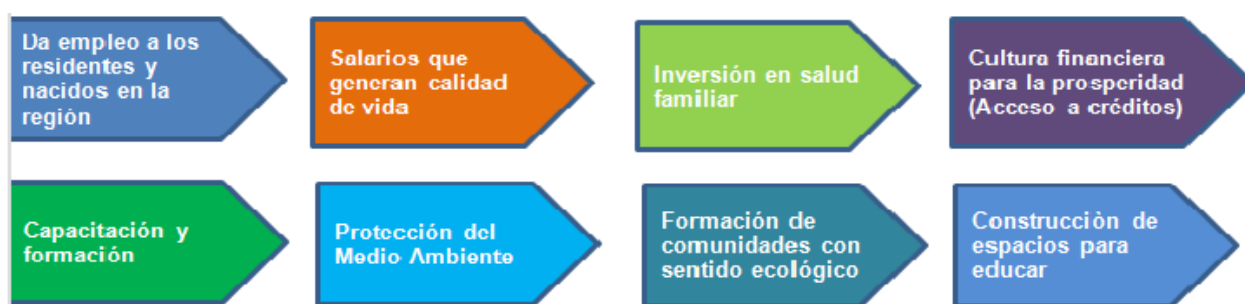 Da empleo a los
residentes y
nacidos en la
región
Salarios que
generan calidad
de vida
Inversión en salud
familiar
Cultura financiera
para la prosperidad
(Acceso a créditos)
Capacitación y
formación
Protección del
Medio Ambiente
Formación de
comunidades con
sentido ecológico
Construcción de
espacios para
educar